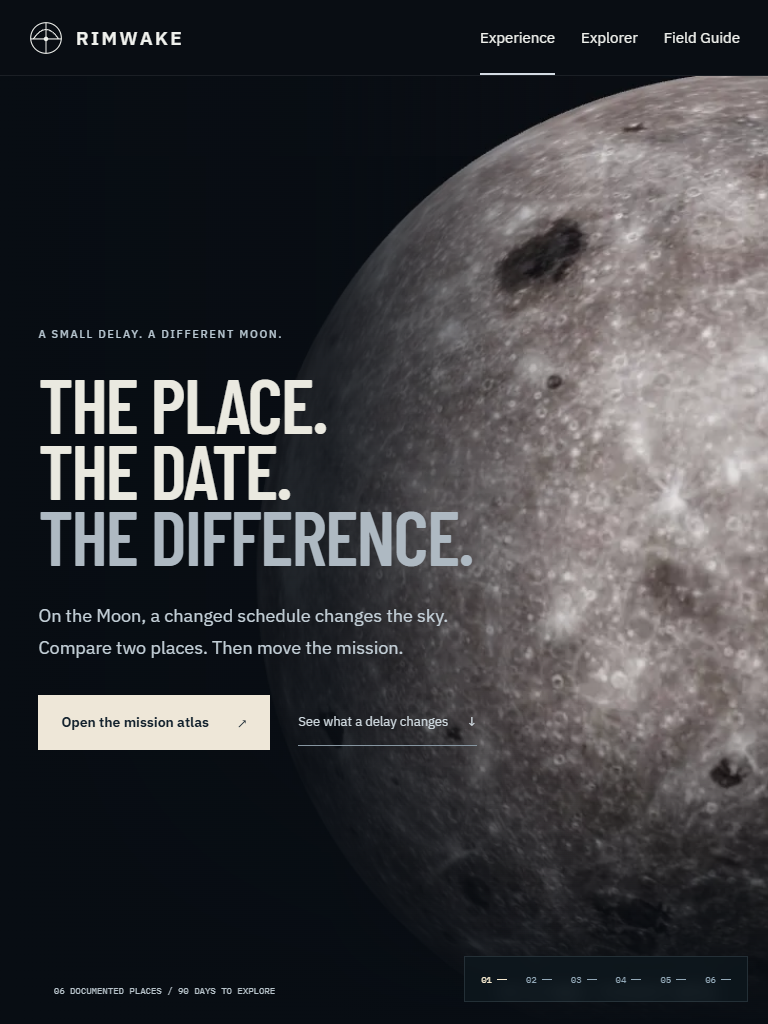 RIMWAKE
Experience Explorer Field Guide
A SMALL DELAY. A DIFFERENT MOON.
THE PLACE.
THE DATE.
THE DIFFERENCE.
On the Moon, a changed schedule changes the sky.
Compare two places. Then move the mission.
Open the mission atlas ↗
See what a delay changes ↓
06 DOCUMENTED PLACES / 90 DAYS TO EXPLORE
01 — 02 — 03 — 04 — 05 — 06 —